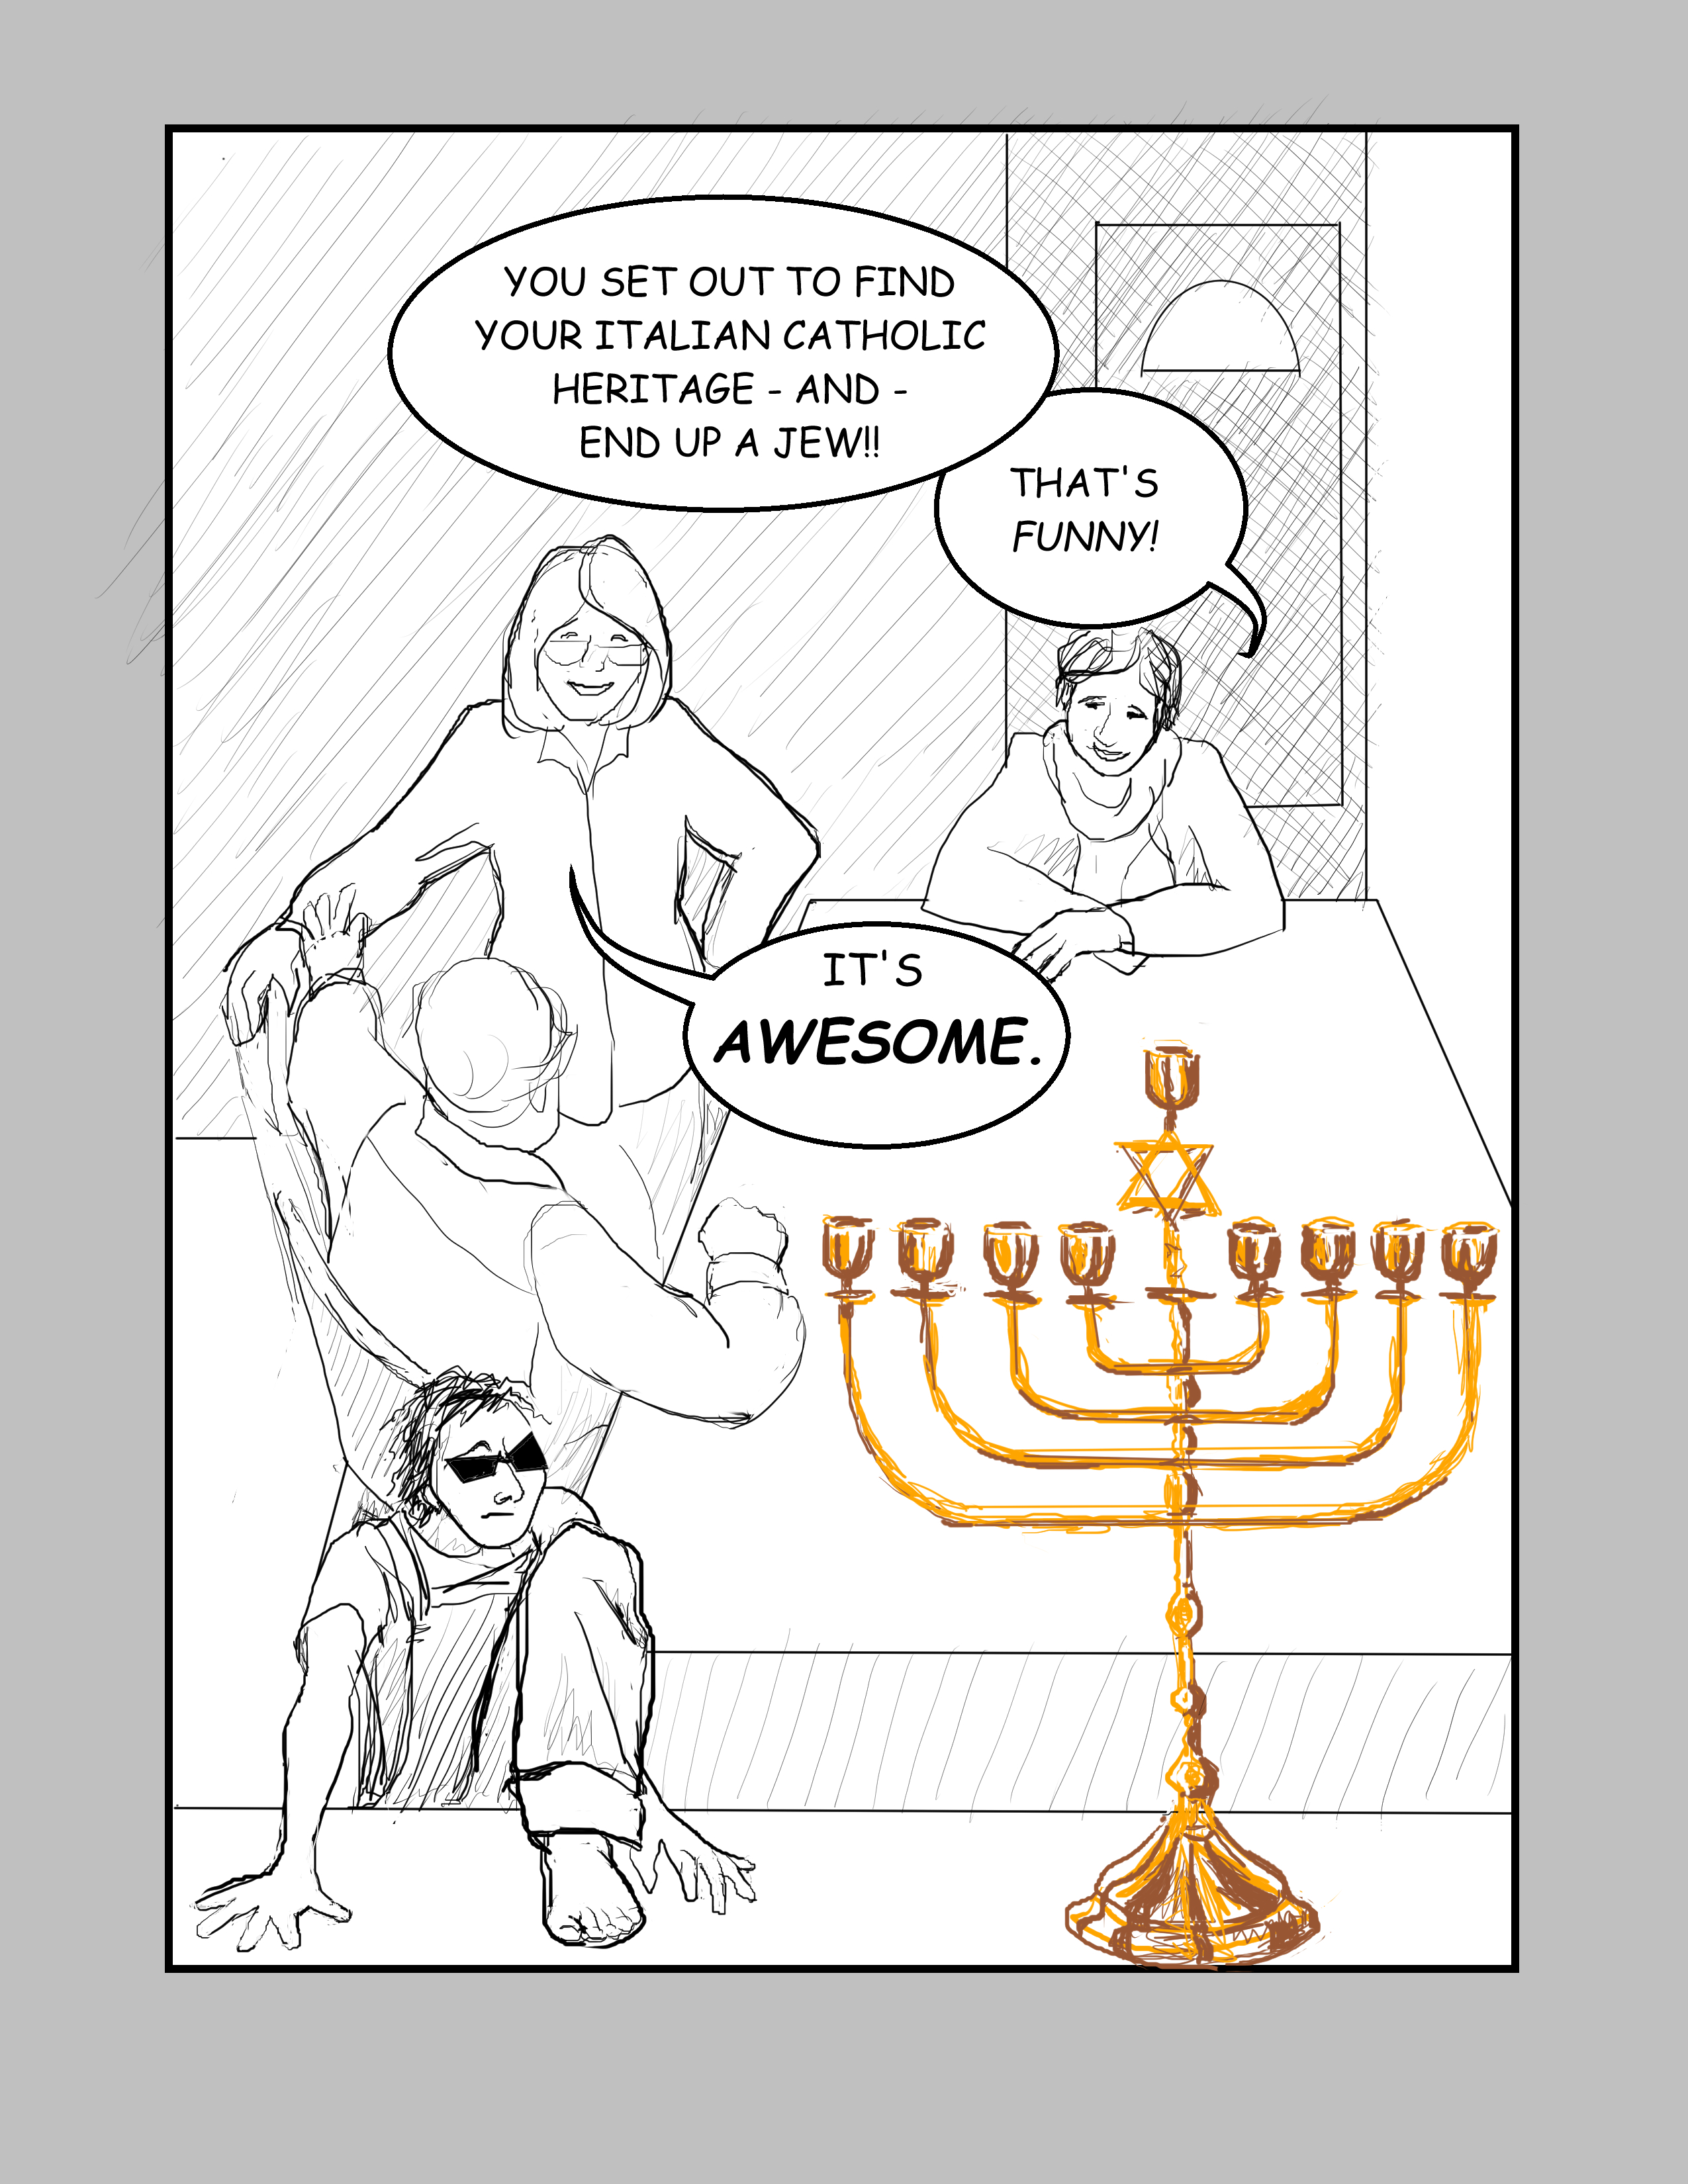 YOU SET OUT TO FIND
YOUR ITALIAN CATHOLIC
HERITAGE - AND -
END UP A JEW!!
THAT'S
FUNNY!
IT'S
AWESOME.